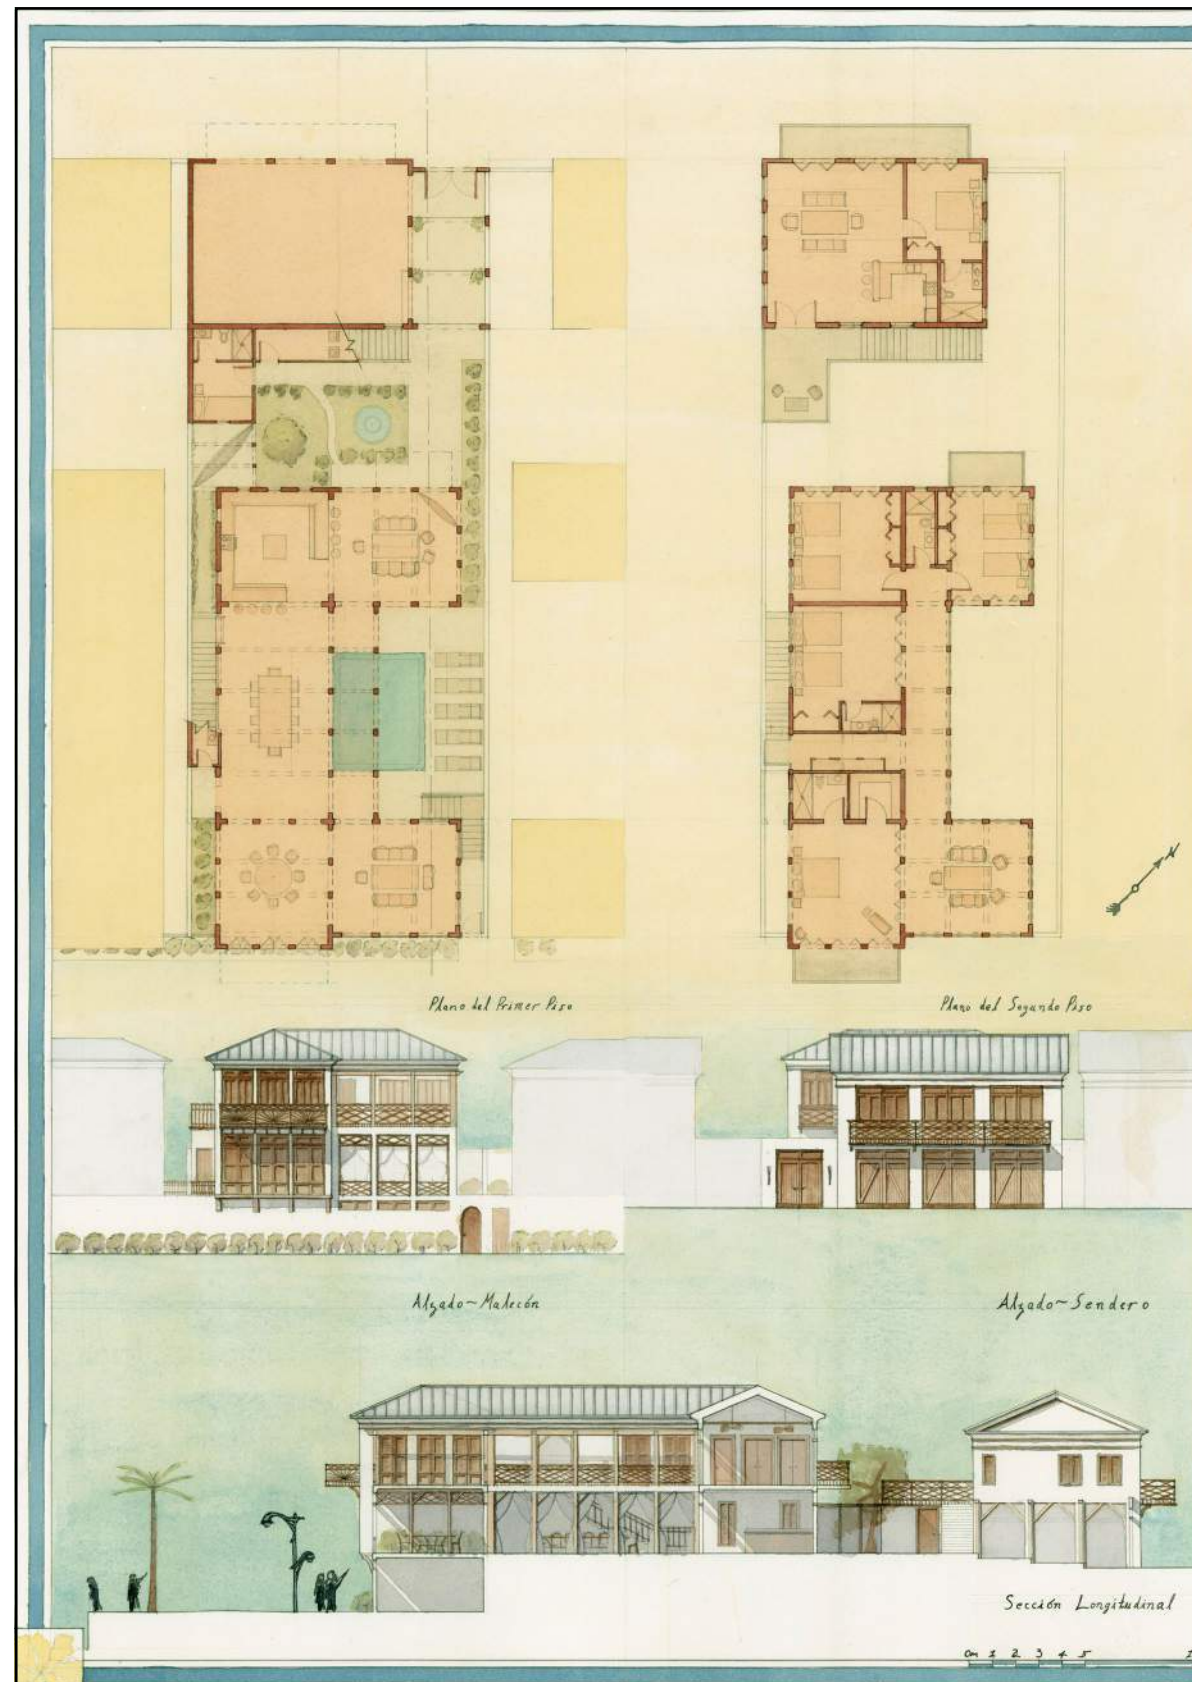 N
Plano del Primer Piso
Plano del Segundo Piso
Alzado~Malecón
Alzado~Sendero
Sección Longitudinal
0m 1 2 3 4 5